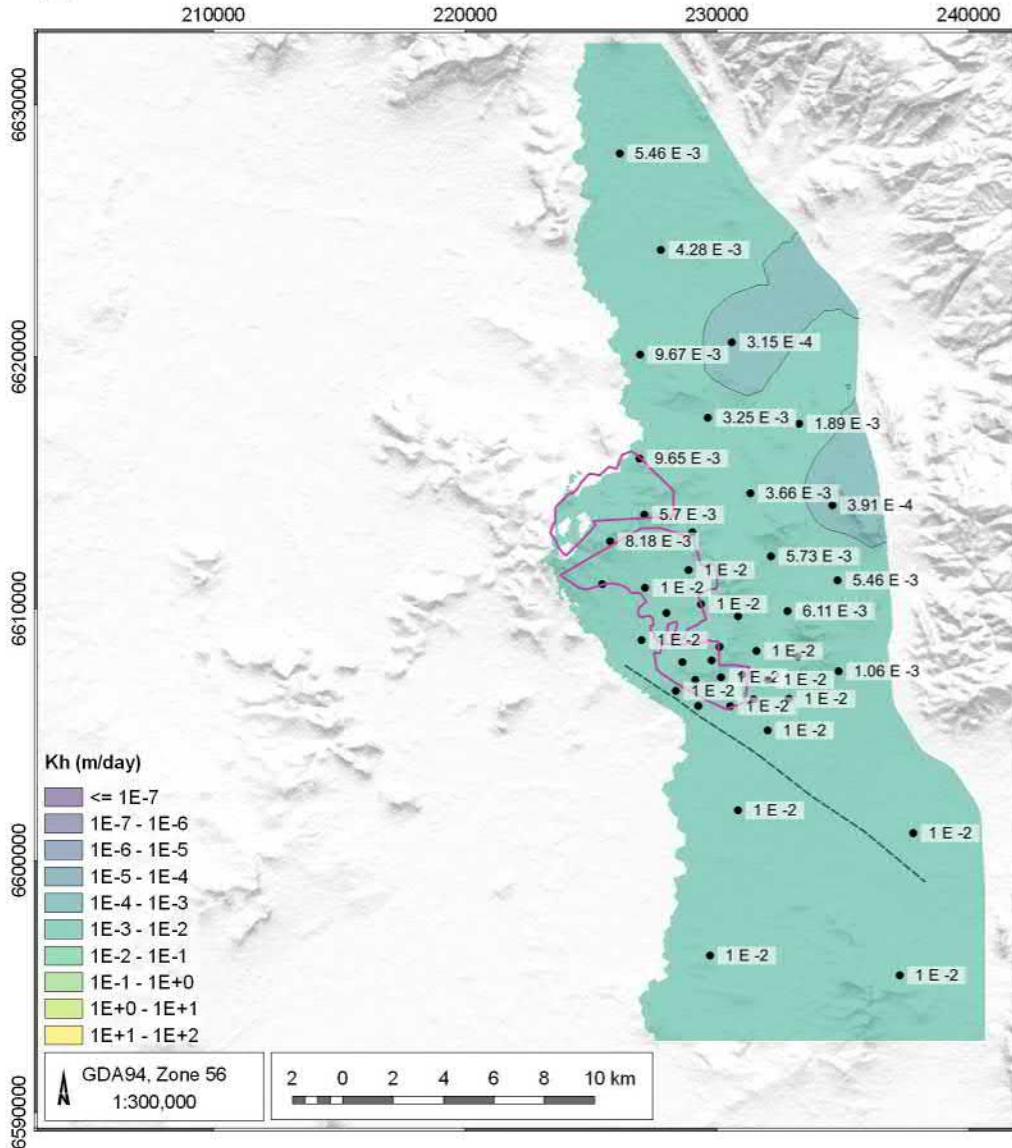 210000 220000 230000 240000
6630000
5.46 E -3
4.28 E -3
6620000
3.15 E -4
9.67 E -3
3.25 E -3
1.89 E -3
9.65 E -3
3.66 E -3
3.91 E -4
5.7 E -3
8.18 E -3
5.73 E -3
1 E -2
5.46 E -3
1 E -2
6610000
1 E -2
6.11 E -3
1 E -2
1 E -2
1.06 E -3
1 E -2
1 E -2
1 E -2
1 E -2
1 E -2
1 E -2
1 E -2
1 E -2
6600000
1 E -2
1 E -2
1 E -2
6590000
Kh (m/day)
<= 1E-7
1E-7 - 1E-6
1E-6 - 1E-5
1E-5 - 1E-4
1E-4 - 1E-3
1E-3 - 1E-2
1E-2 - 1E-1
1E-1 - 1E+0
1E+0 - 1E+1
1E+1 - 1E+2
GDA94, Zone 56
1:300,000
2 0 2 4 6 8 10 km